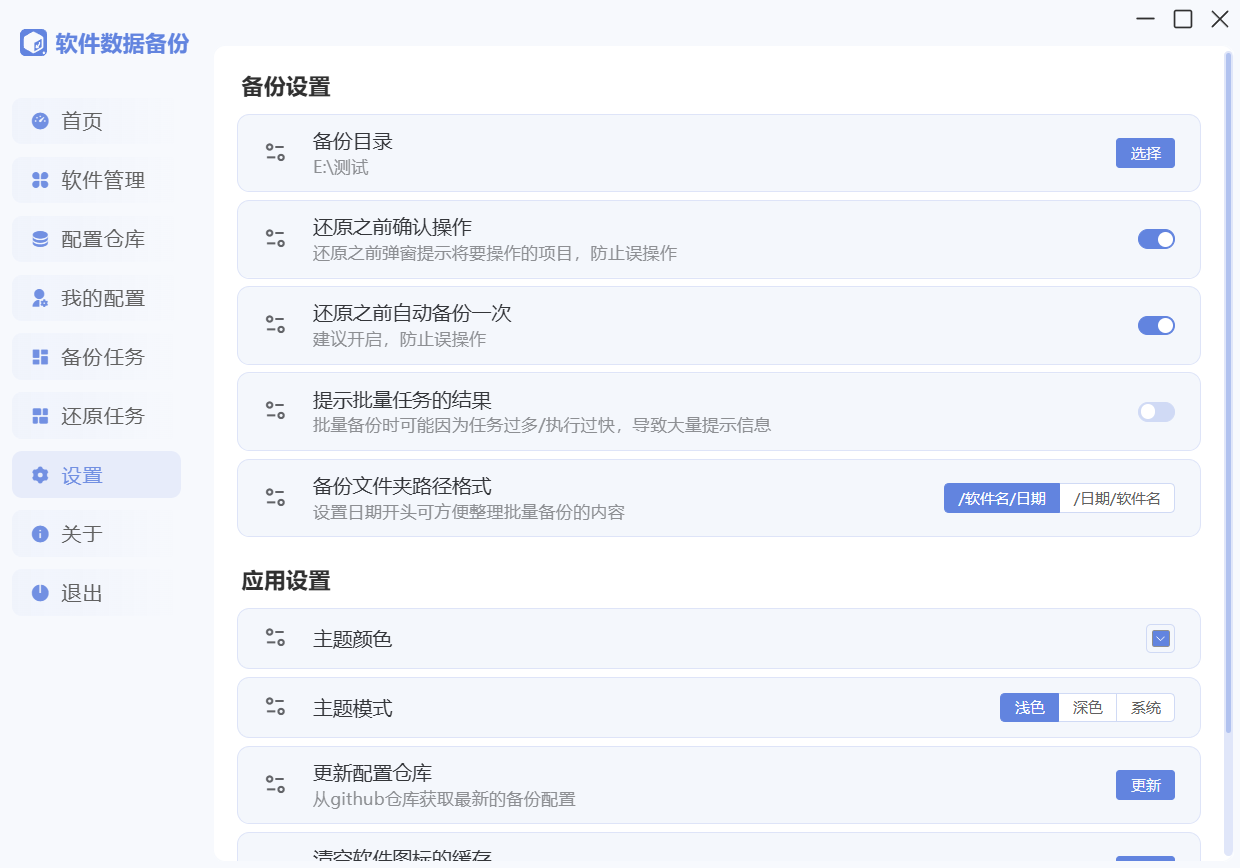 软件数据备份
首页
软件管理
配置仓库
我的配置
备份任务
还原任务
设置
关于
退出
备份设置
备份目录
E:\测试
选择
还原之前确认操作
还原之前弹窗提示将要操作的项目，防止误操作
还原之前自动备份一次
建议开启，防止误操作
提示批量任务的结果
批量备份时可能因为任务过多/执行过快，导致大量提示信息
备份文件夹路径格式
设置日期开头可方便整理批量备份的内容
/软件名/日期 /日期/软件名
应用设置
主题颜色
主题模式
浅色 深色 系统
更新配置仓库
从github仓库获取最新的备份配置
更新
清空软件图标的缓存